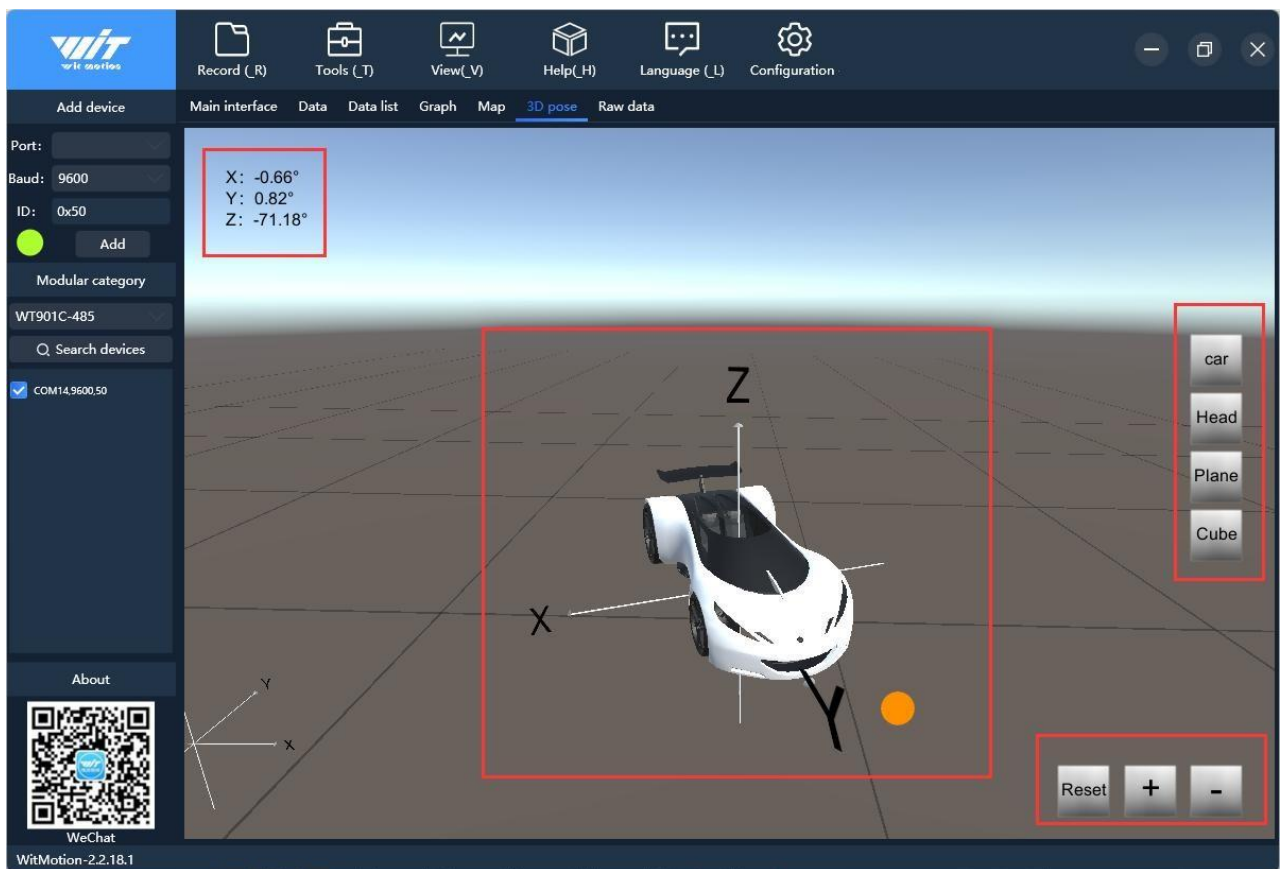 WiT
wit motion
Record (_R)
Tools (_T)
View(_V)
Help(_H)
Language (_L)
Configuration
Add device
Main interface
Data
Data list
Graph
Map
3D pose
Raw data
Port:
Baud: 9600
ID: 0x50
Add
Modular category
WT901C-485
Search devices
COM14,9600,50
About
WeChat
WitMotion-2.2.18.1
X: -0.66°
Y: 0.82°
Z: -71.18°
Z
X
Y
Y
X
car
Head
Plane
Cube
Reset
+
-